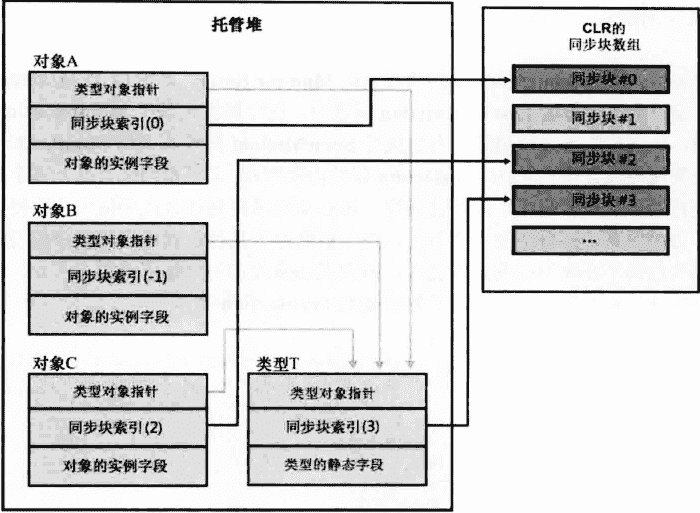 托管堆
对象A
类型对象指针
同步块索引(0)
对象的实例字段
对象B
类型对象指针
同步块索引(-1)
对象的实例字段
对象C
类型对象指针
同步块索引(2)
对象的实例字段
类型T
类型对象指针
同步块索引(3)
类型的静态字段
CLR的
同步块数组
同步块#0
同步块#1
同步块#2
同步块#3
...